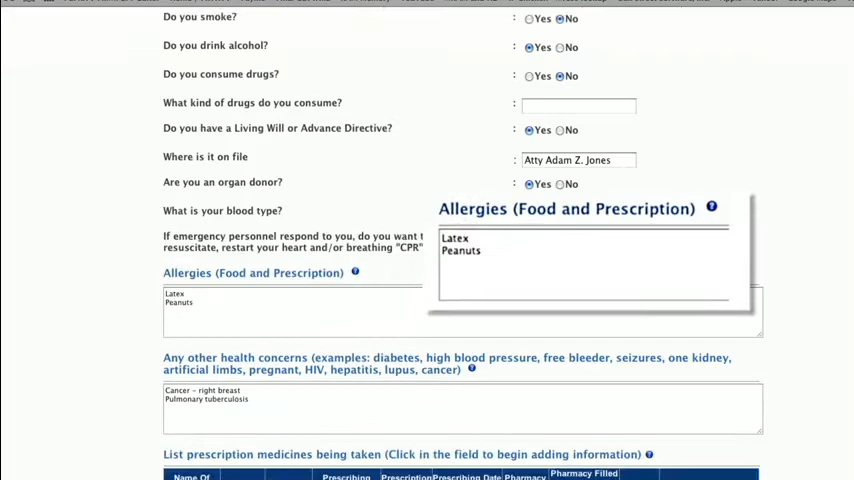 Do you smoke? : Yes No
Do you drink alcohol? : Yes No
Do you consume drugs? : Yes No
What kind of drugs do you consume? :
Do you have a Living Will or Advance Directive? : Yes No
Where is it on file : Atty Adam Z. Jones
Are you an organ donor? : Yes No
What is your blood type?
If emergency personnel respond to you, do you want t
resuscitate, restart your heart and/or breathing "CPR"
Allergies (Food and Prescription) ?
Latex
Peanuts
Allergies (Food and Prescription) ?
Latex
Peanuts
Any other health concerns (examples: diabetes, high blood pressure, free bleeder, seizures, one kidney,
artificial limbs, pregnant, HIV, hepatitis, lupus, cancer) ?
Cancer - right breast
Pulmonary tuberculosis
List prescription medicines being taken (Click in the field to begin adding information) ?
Name Of Prescribing Prescription Prescribing Date Pharmacy Pharmacy Filled